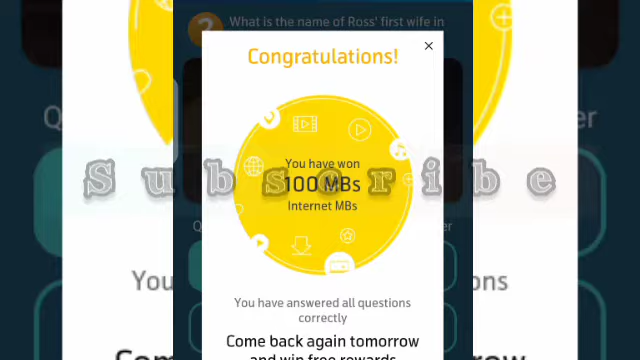 What is the name of Ross' first wife in
Congratulations!
You have won
100 MBs
Internet MBs
Subscribe
You have answered all questions
correctly
Come back again tomorrow
and win free rewards